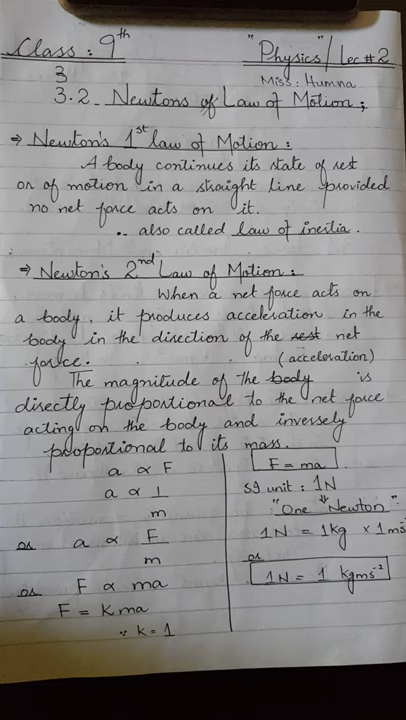 Class : 9th "Physics" / Lec # 2
3 Miss : Humna
3.2 Newtons of Law of Motion ;
⇒ Newton's 1st law of Motion :
A body continues its state of rest
or of motion in a straight line provided
no net force acts on it.
∴ also called law of inertia.
⇒ Newton's 2nd Law of Motion :
When a net force acts on
a body, it produces acceleration in the
body in the direction of the rest net
force. (acceleration)
The magnitude of the body is
directly proportional to the net force
acting on the body and inversely
proportional to its mass.
a ∝ F
a ∝ 1
m
or a ∝ F
m
or F ∝ ma
F = Kma
∵ k = 1
F = ma
SI unit : 1N
⇓
"One Newton"
1N = 1kg × 1ms
or
1N = 1 kgms⁻²